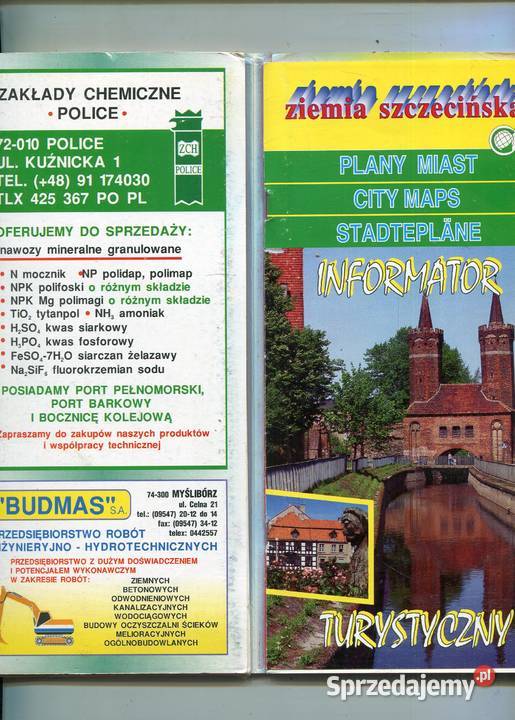 ZAKŁADY CHEMICZNE
• POLICE •
72-010 POLICE
UL. KUŹNICKA 1
TEL. (+48) 91 174030
TLX 425 367 PO PL
ZCH
POLICE
OFERUJEMY DO SPRZEDAŻY:
nawozy mineralne granulowane
• N mocznik •NP polidap, polimap
• NPK polifoski o różnym składzie
• NPK Mg polimagi o różnym składzie
• TiO₂ tytanpol • NH₃ amoniak
• H₂SO₄ kwas siarkowy
• H₃PO₄ kwas fosforowy
• FeSO₄·7H₂O siarczan żelazawy
• Na₂SiF₆ fluorokrzemian sodu
POSIADAMY PORT PEŁNOMORSKI,
PORT BARKOWY
I BOCZNICĘ KOLEJOWĄ
Zapraszamy do zakupów naszych produktów
i współpracy technicznej
"BUDMAS" S.A.
74-300 MYŚLIBÓRZ
ul. Celna 21
tel.: (09547) 20-12 do 14
fax: (09547) 34-12
telex: 0442557
PRZEDSIĘBIORSTWO ROBÓT
INŻYNIERYJNO - HYDROTECHNICZNYCH
PRZEDSIĘBIORSTWO Z DUŻYM DOŚWIADCZENIEM
I POTENCJAŁEM WYKONAWCZYM
W ZAKRESIE ROBÓT:
ZIEMNYCH
BETONOWYCH
ODWODNIENIOWYCH
KANALIZACYJNYCH
WODOCIĄGOWYCH
BUDOWY OCZYSZCZALNI ŚCIEKÓW
MELIORACYJNYCH
OGÓLNOBUDOWLANYCH
ziemia szczecińska
PLANY MIAST
CITY MAPS
STADTEPLÄNE
INFORMATOR
TURYSTYCZNY
Sprzedajemy.pl